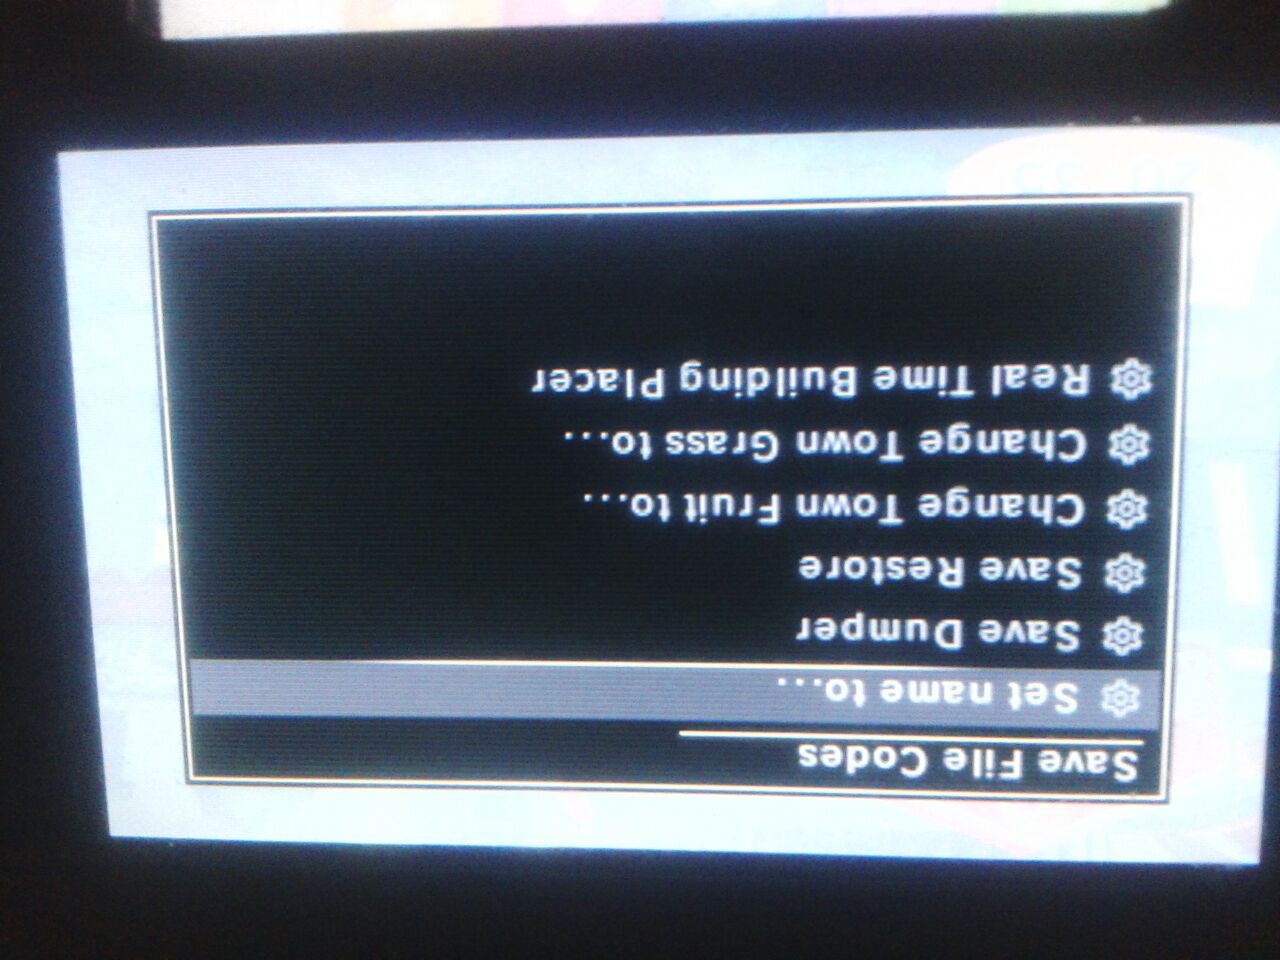 Save File Codes
Set name to...
Save Dumper
Save Restore
Change Town Fruit to...
Change Town Grass to...
Real Time Building Placer